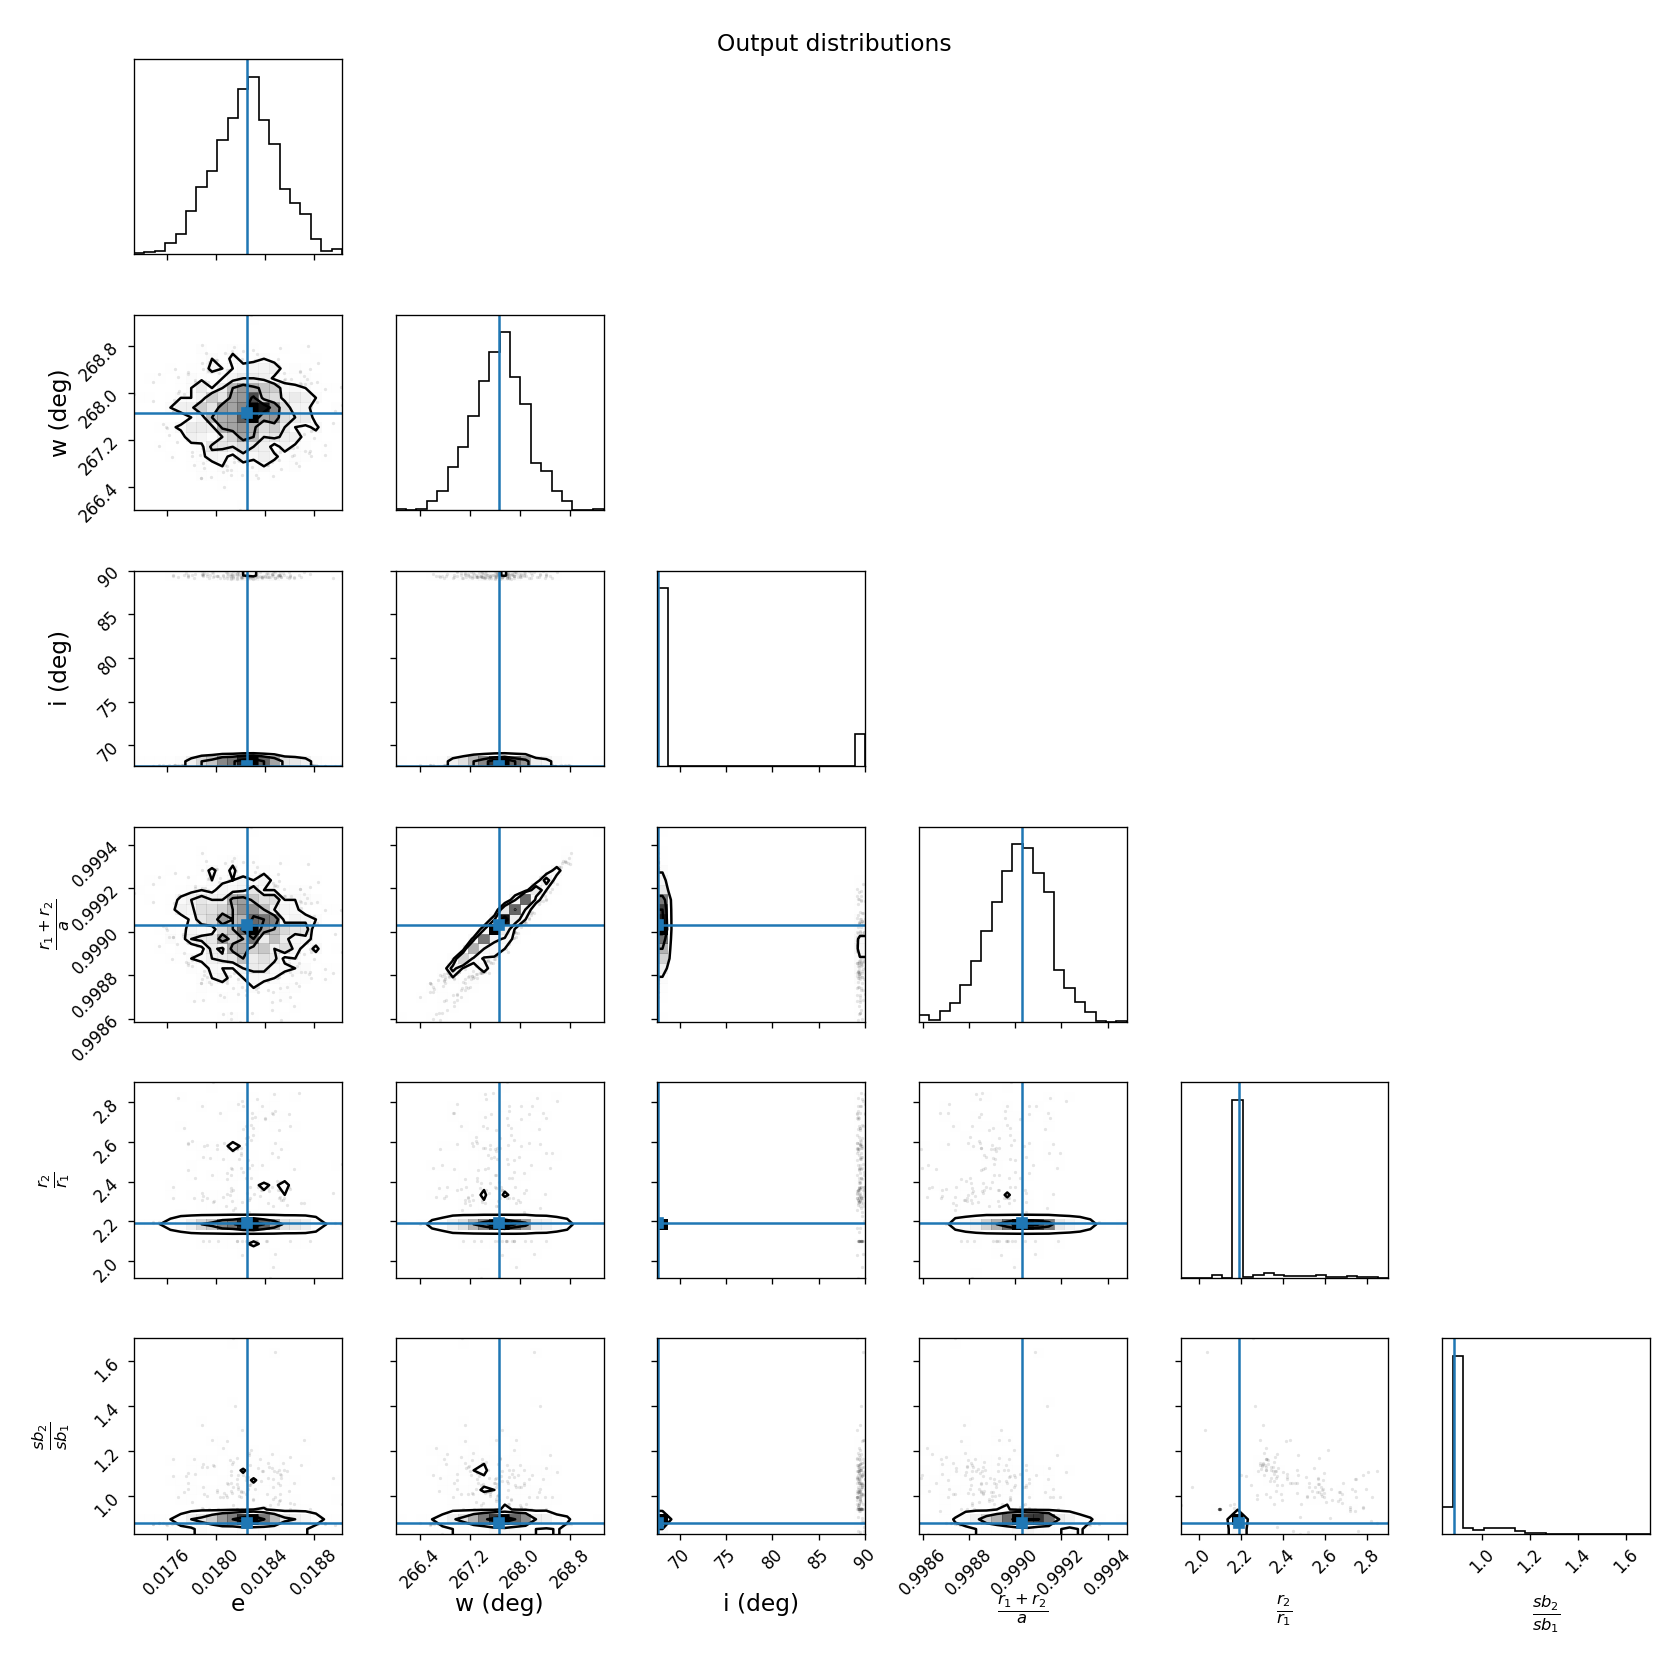 Output distributions
268.8
268.0
267.2
266.4
w (deg)
90
85
80
75
70
i (deg)
0.9994
0.9992
0.9990
0.9988
0.9986
r1 + r2
a
2.8
2.6
2.4
2.2
2.0
r2
r1
1.6
1.4
1.2
1.0
sb2
sb1
0.0176 0.0180 0.0184 0.0188
e
266.4 267.2 268.0 268.8
w (deg)
70 75 80 85 90
i (deg)
0.9986 0.9988 0.9990 0.9992 0.9994
r1 + r2
a
2.0 2.2 2.4 2.6 2.8
r2
r1
1.0 1.2 1.4 1.6
sb2
sb1